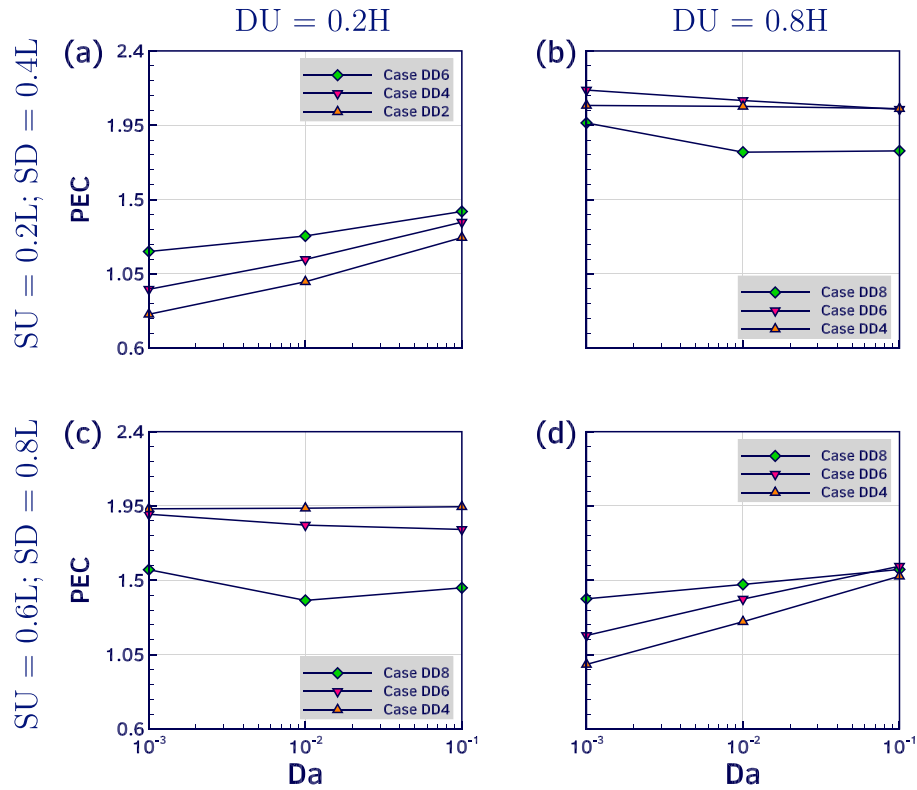 DU = 0.2H
DU = 0.8H
SU = 0.2L; SD = 0.4L
(a)
2.4
1.95
1.5
1.05
0.6
PEC
Case DD6
Case DD4
Case DD2
(b)
Case DD8
Case DD6
Case DD4
SU = 0.6L; SD = 0.8L
(c)
2.4
1.95
1.5
1.05
0.6
PEC
Case DD8
Case DD6
Case DD4
10⁻³
10⁻²
10⁻¹
Da
(d)
Case DD8
Case DD6
Case DD4
10⁻³
10⁻²
10⁻¹
Da